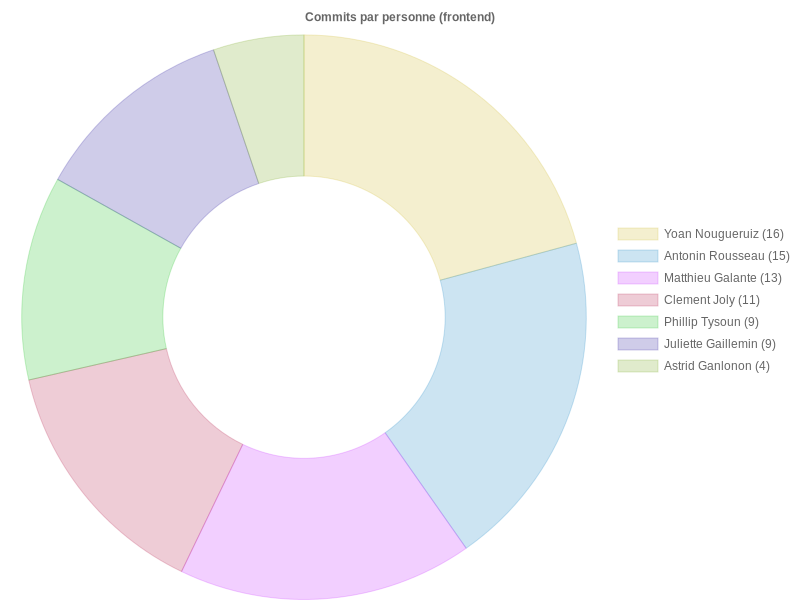 Commits par personne (frontend)
Yoan Nougueruiz (16)
Antonin Rousseau (15)
Matthieu Galante (13)
Clement Joly (11)
Phillip Tysoun (9)
Juliette Gaillemin (9)
Astrid Ganlonon (4)